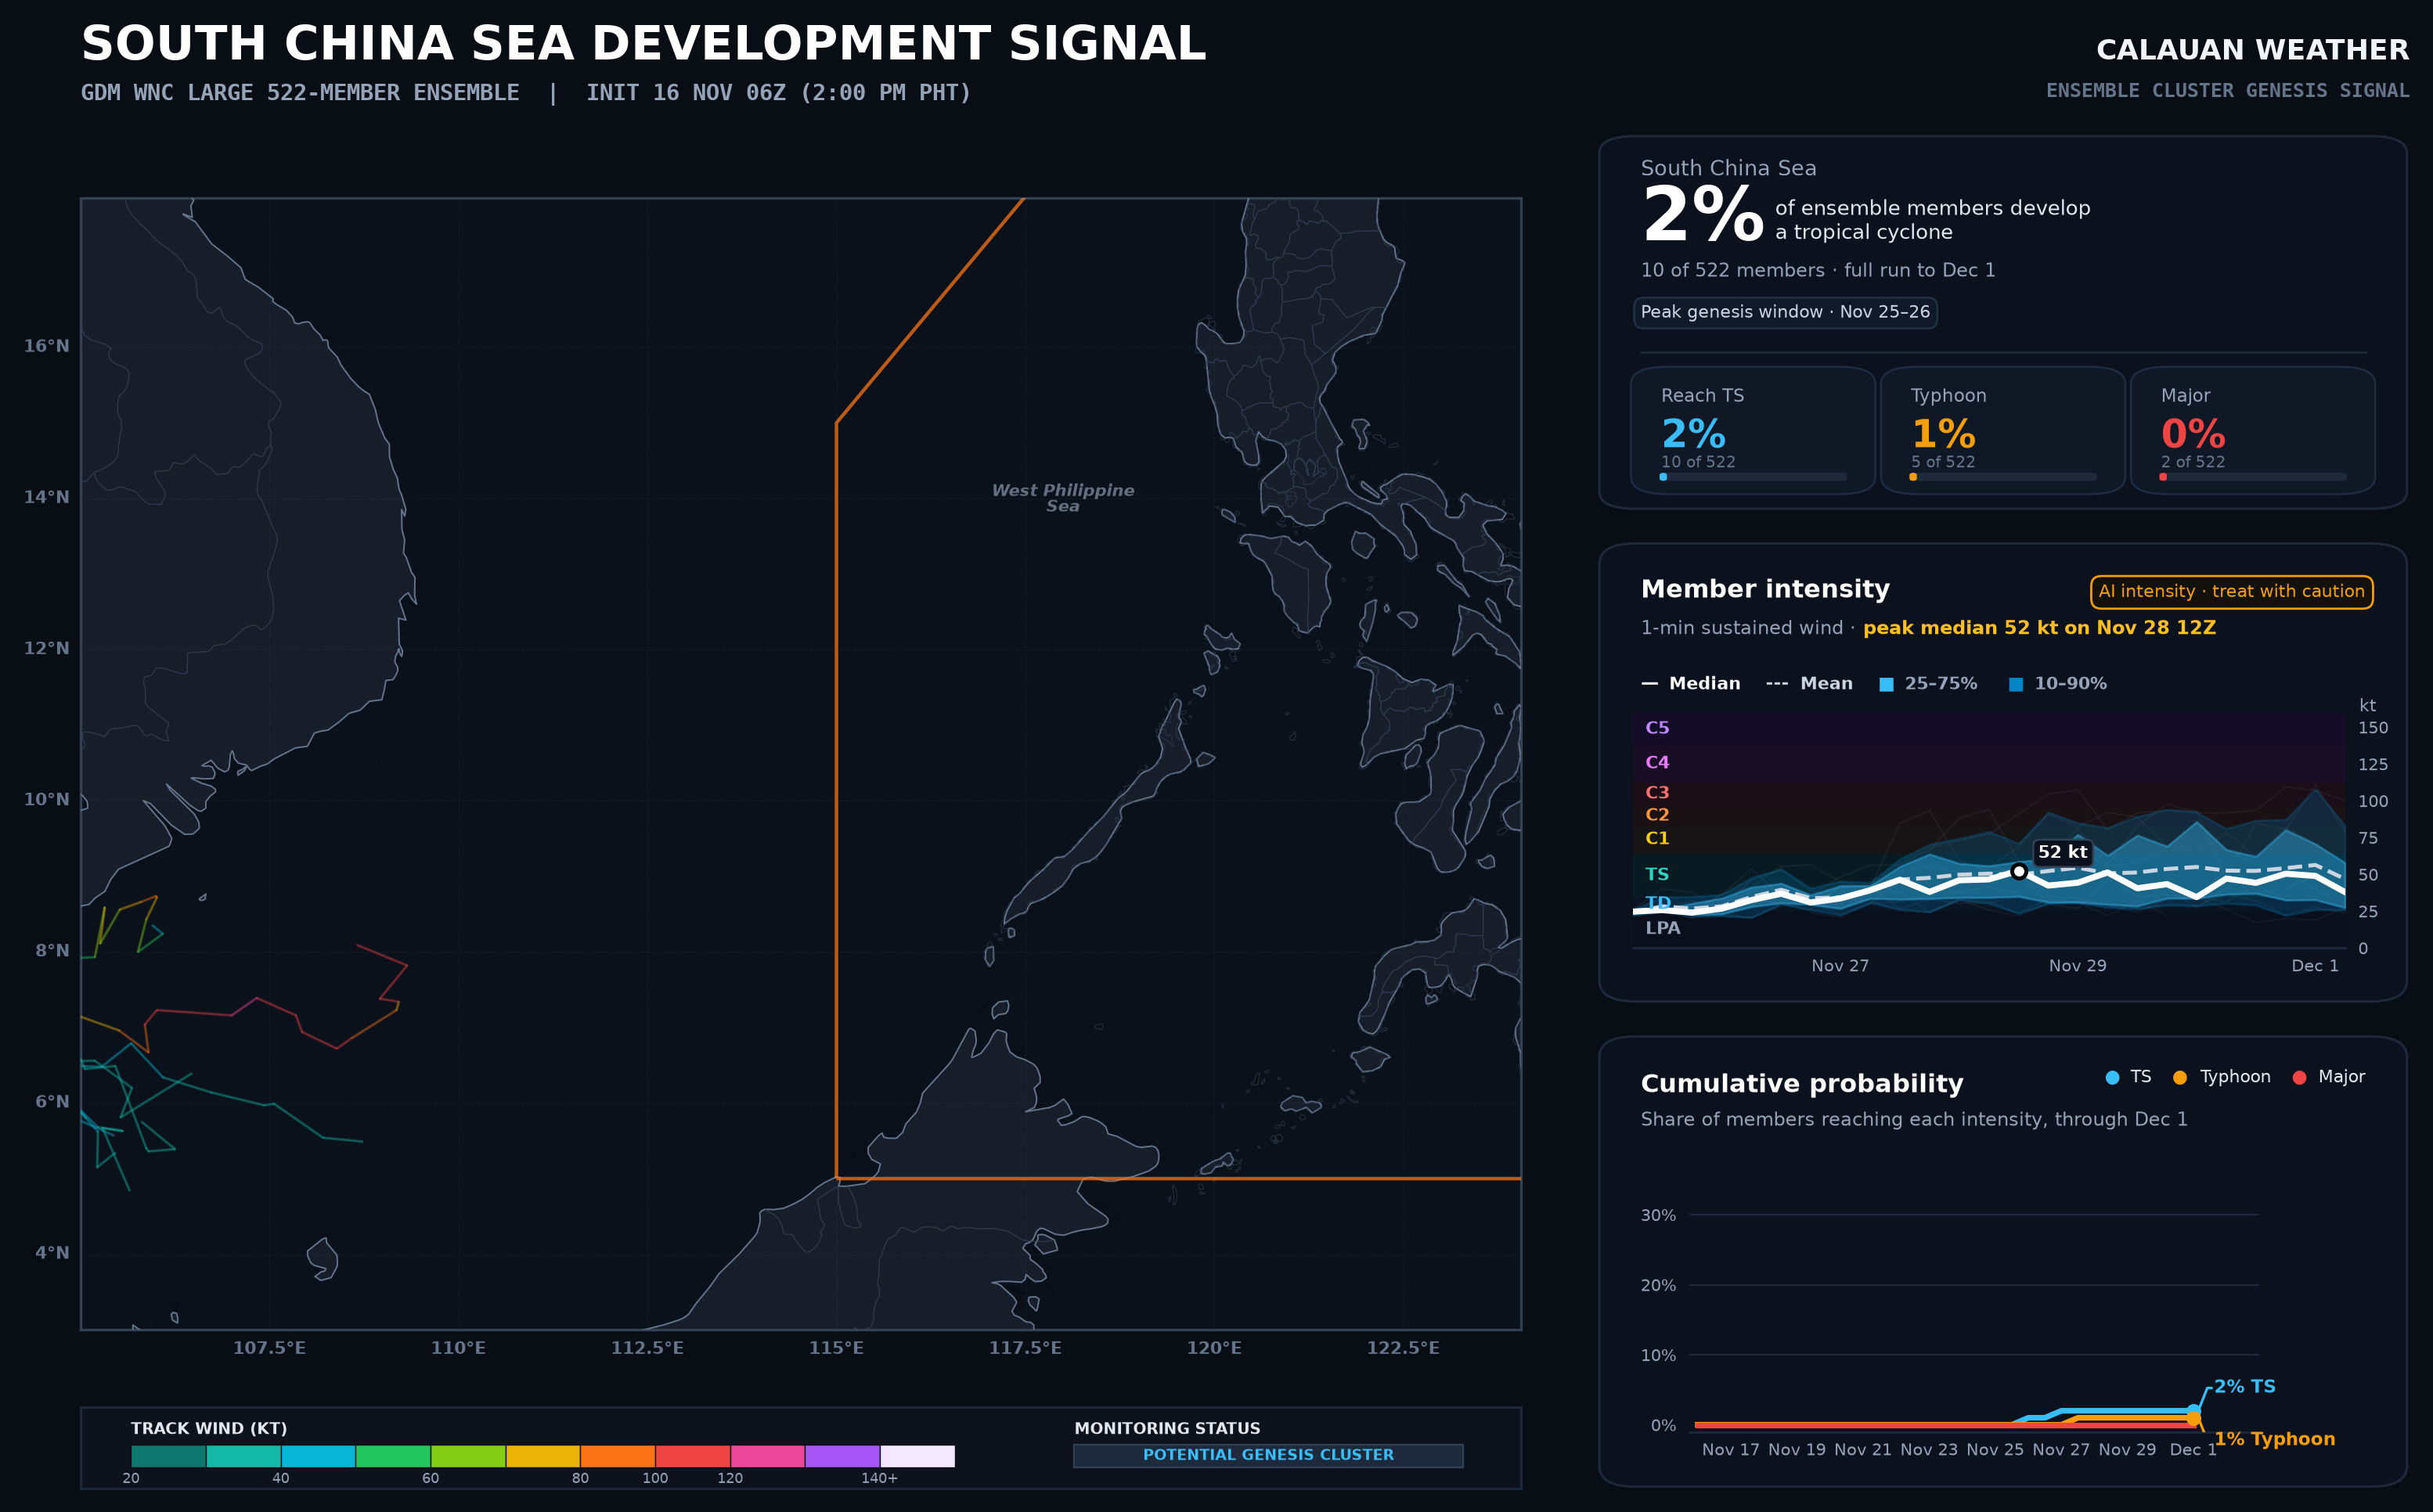 SOUTH CHINA SEA DEVELOPMENT SIGNAL
GDM WNC LARGE 522-MEMBER ENSEMBLE | INIT 16 NOV 06Z (2:00 PM PHT)
CALAUAN WEATHER
ENSEMBLE CLUSTER GENESIS SIGNAL
16°N
14°N
12°N
10°N
8°N
6°N
4°N
West Philippine
Sea
107.5°E 110°E 112.5°E 115°E 117.5°E 120°E 122.5°E
TRACK WIND (KT)
20 40 60 80 100 120 140+
MONITORING STATUS
POTENTIAL GENESIS CLUSTER
South China Sea
2% of ensemble members develop
a tropical cyclone
10 of 522 members · full run to Dec 1
Peak genesis window · Nov 25–26
Reach TS
2%
10 of 522
Typhoon
1%
5 of 522
Major
0%
2 of 522
Member intensity
AI intensity · treat with caution
1-min sustained wind · peak median 52 kt on Nov 28 12Z
Median Mean 25–75% 10–90%
kt
C5
C4
C3
C2
C1
TS
TD
LPA
52 kt
150
125
100
75
50
25
0
Nov 27 Nov 29 Dec 1
Cumulative probability
TS Typhoon Major
Share of members reaching each intensity, through Dec 1
30%
20%
10%
0%
2% TS
1% Typhoon
Nov 17 Nov 19 Nov 21 Nov 23 Nov 25 Nov 27 Nov 29 Dec 1